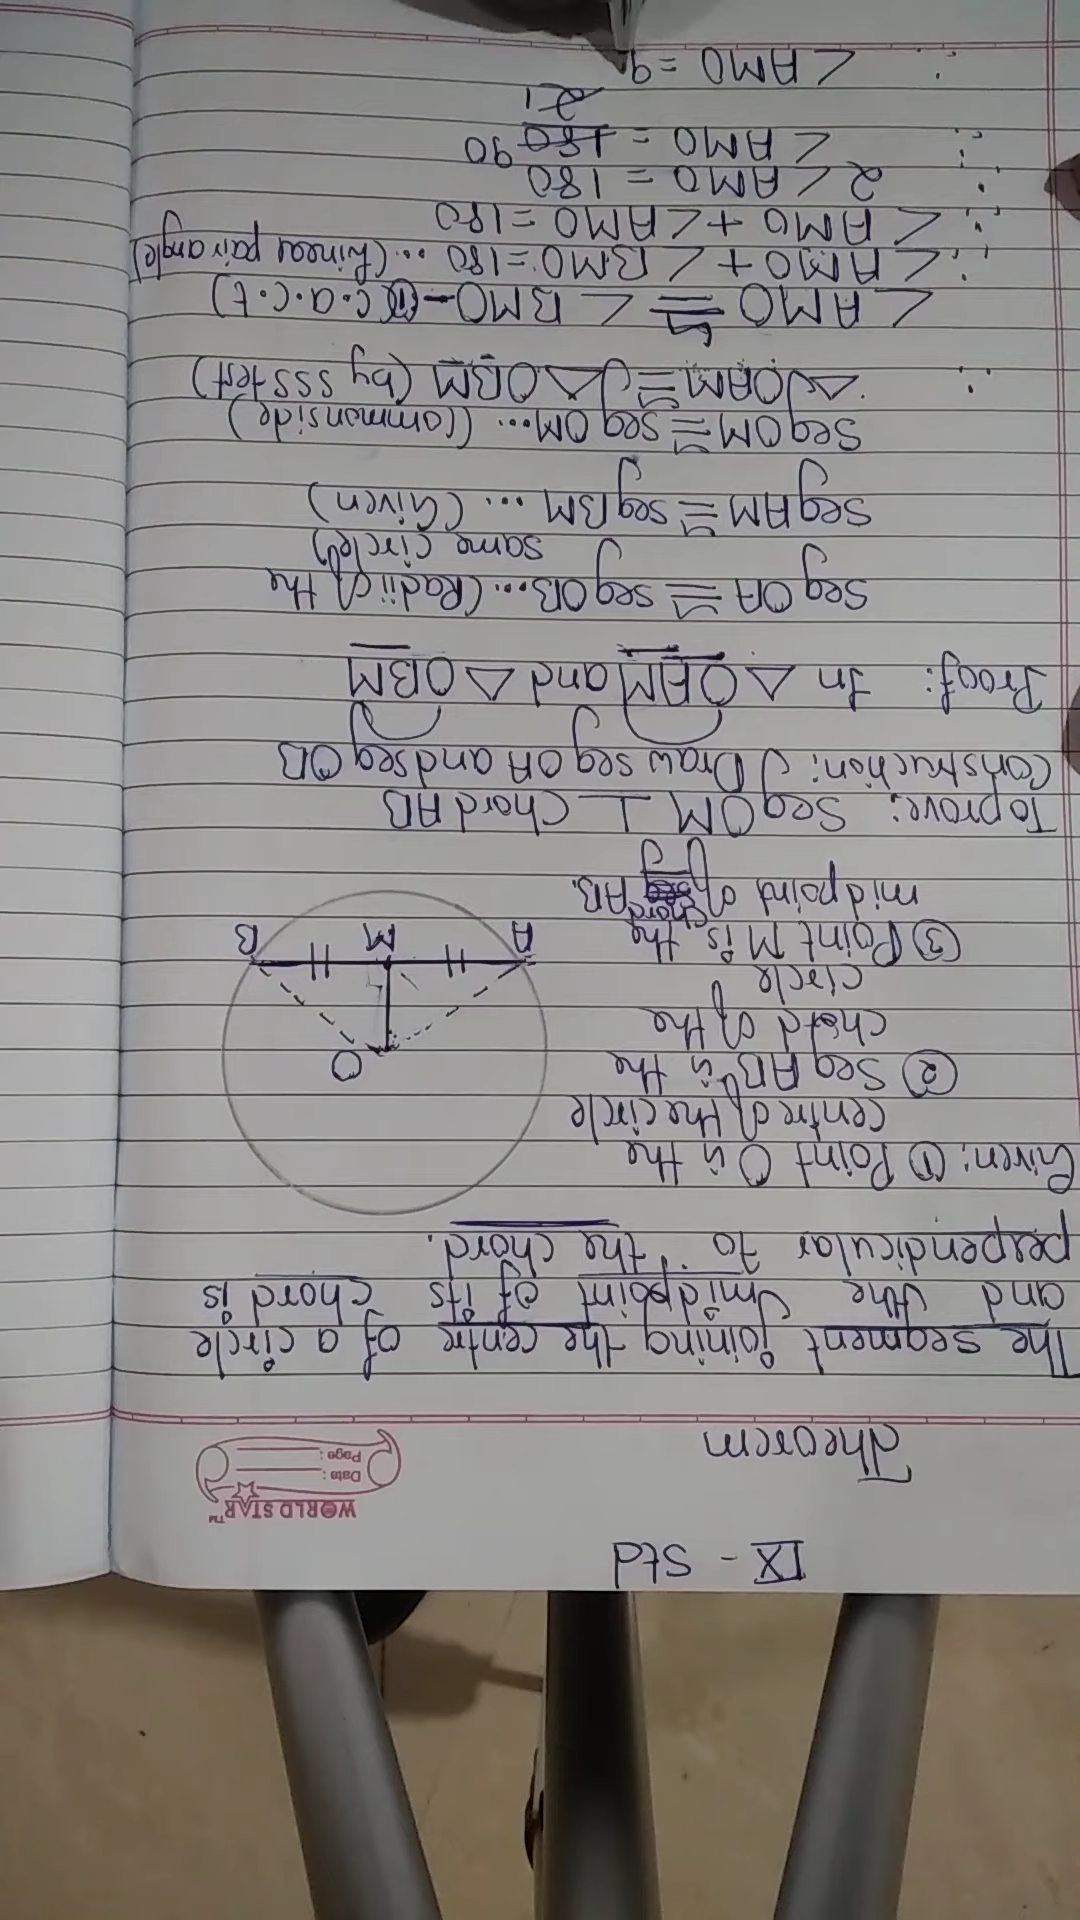 IX - Std
WORLD STAR™
Date :
Page :
Theorem
The segment joining the centre of a circle
and the midpoint of its chord is
perpendicular to the chord.
Given: ① Point O is the
centre of the circle
② Seg AB is the
chord of the
circle
③ Point M is the
chord
midpoint of seg AB.
O
A M B
To prove: Seg OM ⊥ Chord AB
Construction: Draw seg OA and seg OB
Proof: In △ OAM and △ OBM
Seg OA ≅ seg OB... (Radii of the
same circle)
Seg AM ≅ seg BM ... (Given)
Seg OM ≅ seg OM... (Common side)
∴ △ OAM ≅ △ OBM (by SSS test)
∠ AMO ≅ ∠ BMO - (c.a.c.t)
∴ ∠ AMO + ∠ BMO = 180 ... (Linear pair angle)
∴ ∠ AMO + ∠ AMO = 180
∴ 2 ∠ AMO = 180
∴ ∠ AMO = 180 90
2 1
∴ ∠ AMO = 9